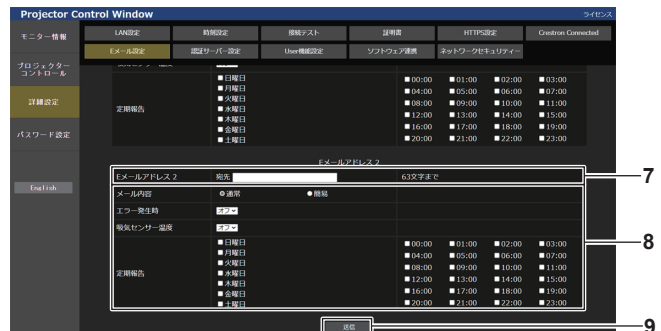 Projector Control Window
ライセンス
モニター情報
プロジェクター
コントロール
詳細設定
パスワード設定
English
LAN設定 時刻設定 接続テスト 証明書 HTTPS設定 Crestron Connected
Eメール設定 認証サーバー設定 User機能設定 ソフトウェア連携 ネットワークセキュリティー
定期報告
日曜日 00:00 01:00 02:00 03:00
月曜日 04:00 05:00 06:00 07:00
火曜日 08:00 09:00 10:00 11:00
水曜日 12:00 13:00 14:00 15:00
木曜日 16:00 17:00 18:00 19:00
金曜日 20:00 21:00 22:00 23:00
土曜日
Eメールアドレス 2
Eメールアドレス 2 宛先 63文字まで 7
メール内容 通常 簡易
エラー発生時 オフ
吸気センサー温度 オフ
8
定期報告
日曜日 00:00 01:00 02:00 03:00
月曜日 04:00 05:00 06:00 07:00
火曜日 08:00 09:00 10:00 11:00
水曜日 12:00 13:00 14:00 15:00
木曜日 16:00 17:00 18:00 19:00
金曜日 20:00 21:00 22:00 23:00
土曜日
送信 9